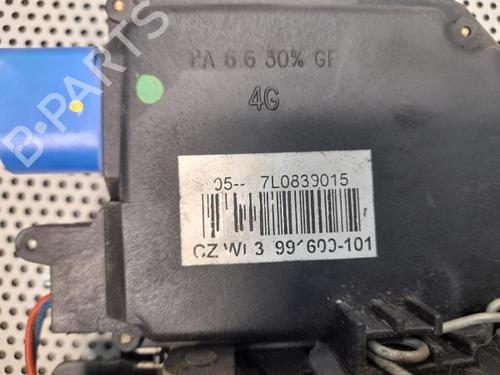 PA 6.6 30% GF
4G
05-- 7L0839015
CZ WI 3 991600-101
B-PARTS